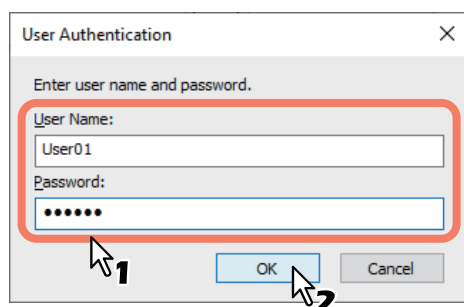 User Authentication
Enter user name and password.
User Name:
User01
Password:
••••••
1
OK
Cancel
2